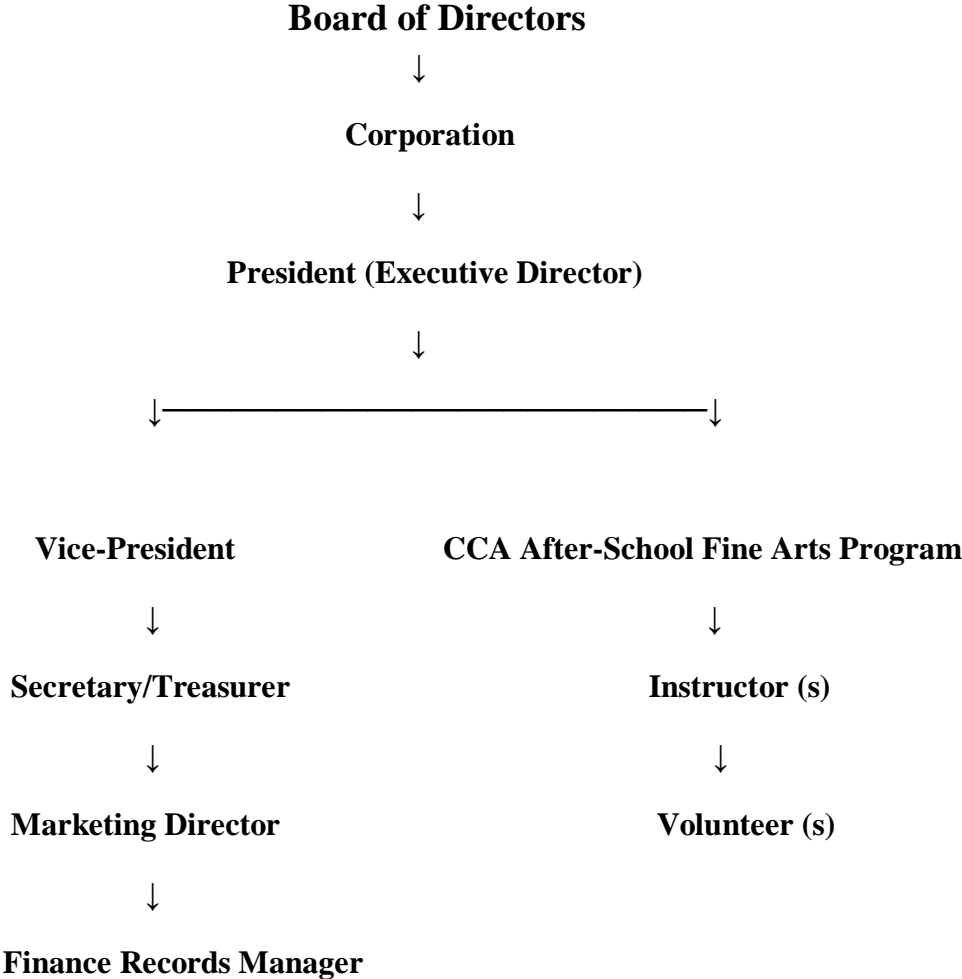 Board of Directors
↓
Corporation
↓
President (Executive Director)
↓
↓ ↓
Vice-President CCA After-School Fine Arts Program
↓ ↓
Secretary/Treasurer Instructor (s)
↓ ↓
Marketing Director Volunteer (s)
↓
Finance Records Manager